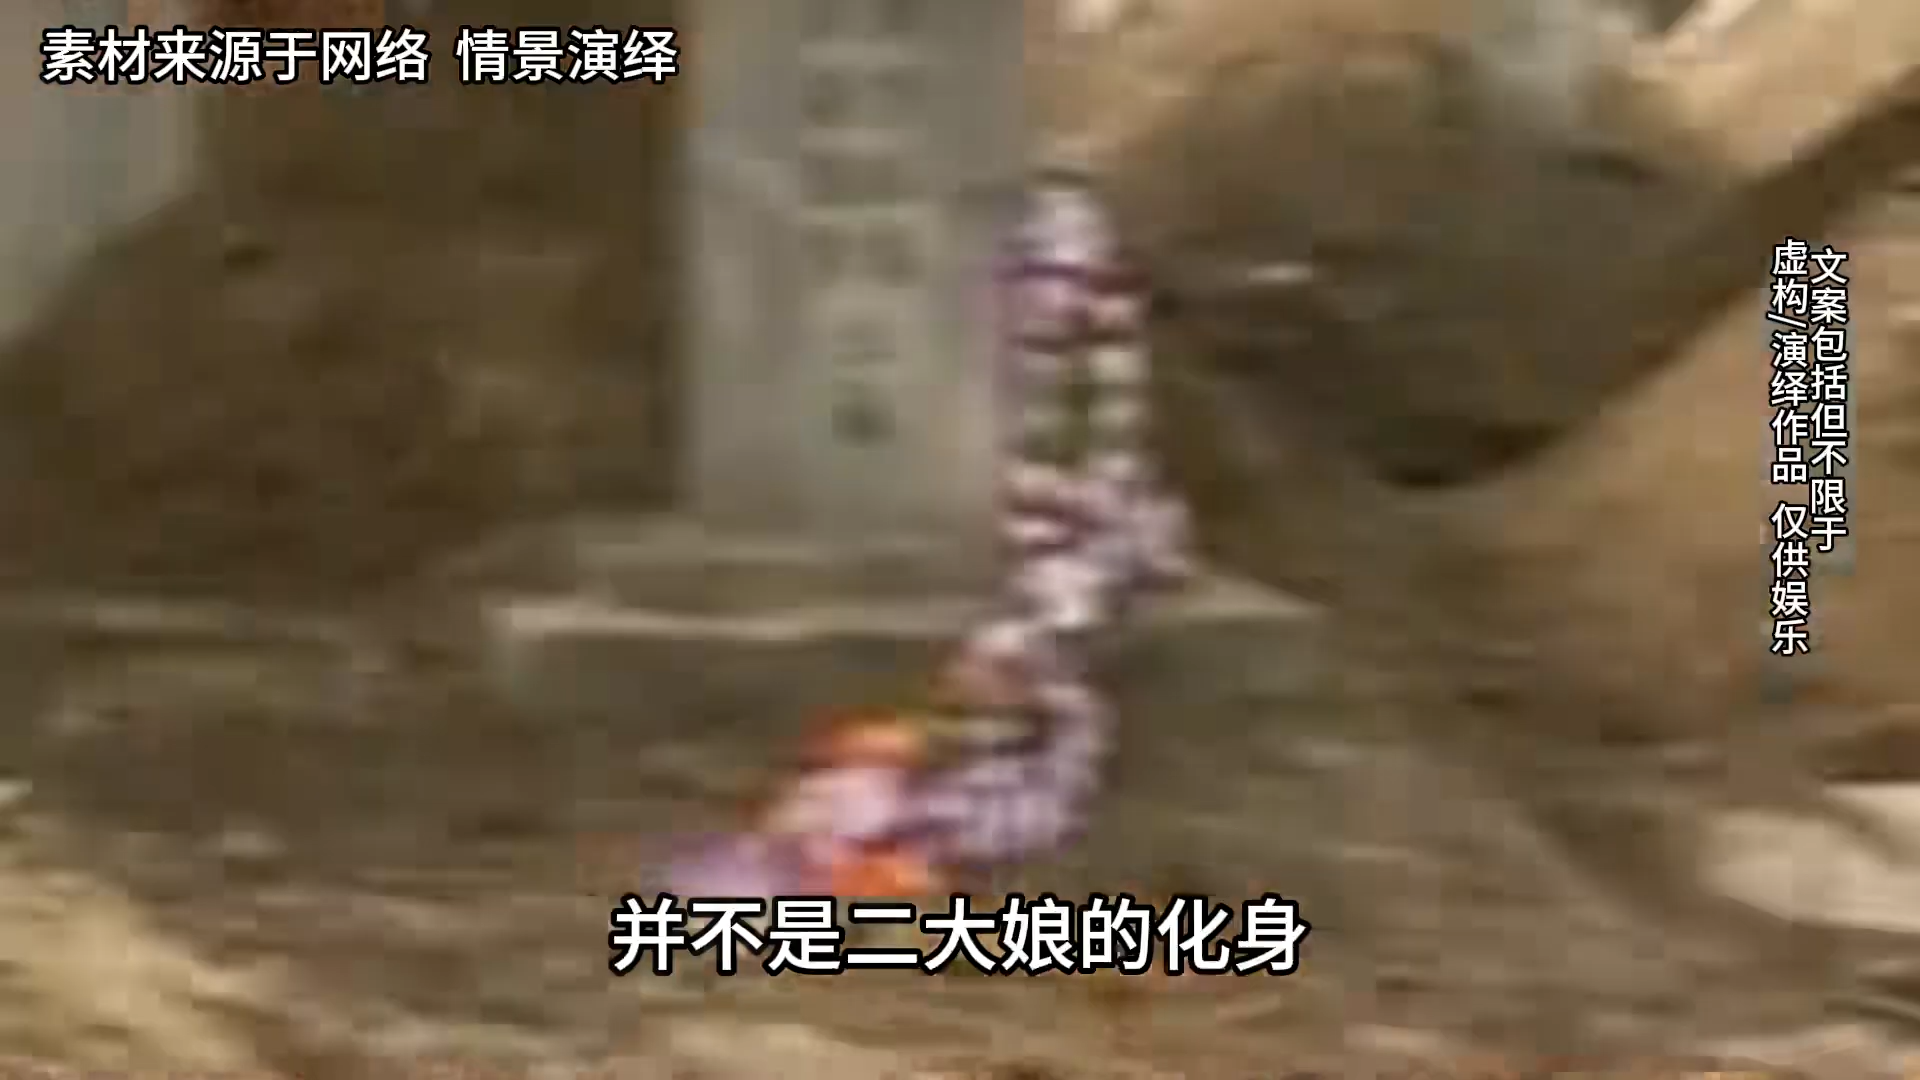 素材来源于网络 情景演绎
文案包括但不限于
虚构/演绎作品 仅供娱乐
并不是二大娘的化身